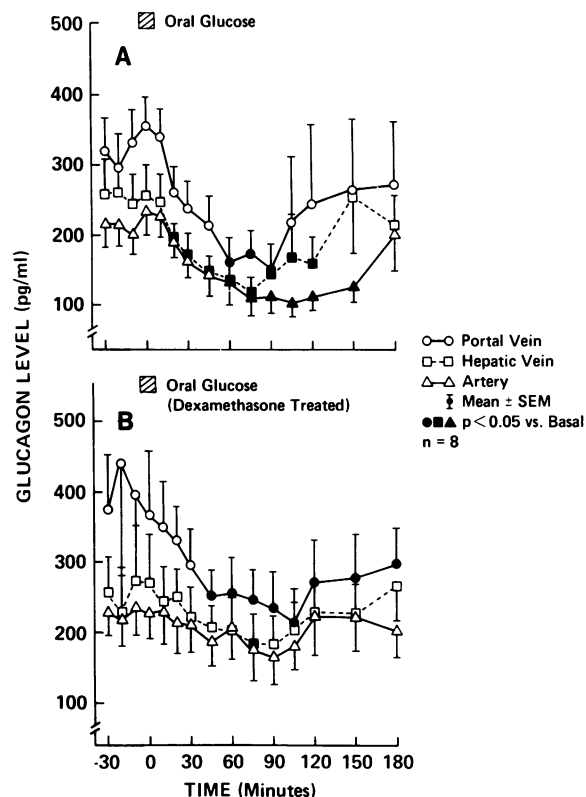 Oral Glucose
A
500
400
300
200
100
GLUCAGON LEVEL (pg/ml)
Portal Vein
Hepatic Vein
Artery
Mean ± SEM
p < 0.05 vs. Basal
n = 8
Oral Glucose
(Dexamethasone Treated)
B
500
400
300
200
100
-30 0 30 60 90 120 150 180
TIME (Minutes)